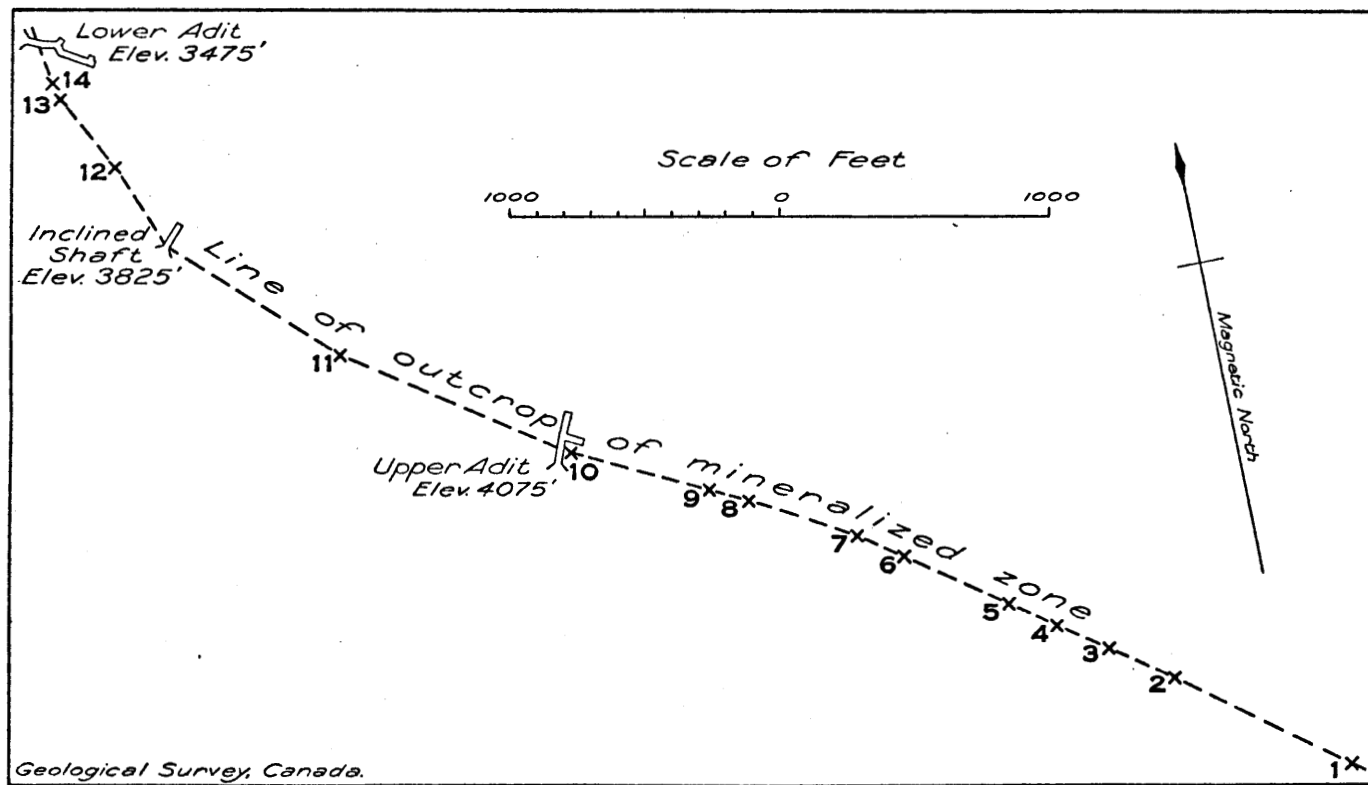 Lower Adit
Elev. 3475'
14
13
12
Scale of Feet
1000 0 1000
Inclined
Shaft
Elev. 3825'
Line of outcrop of mineralized zone
11
Magnetic North
Upper Adit
Elev. 4075'
10
9
8
7
6
5
4
3
2
1
Geological Survey, Canada.